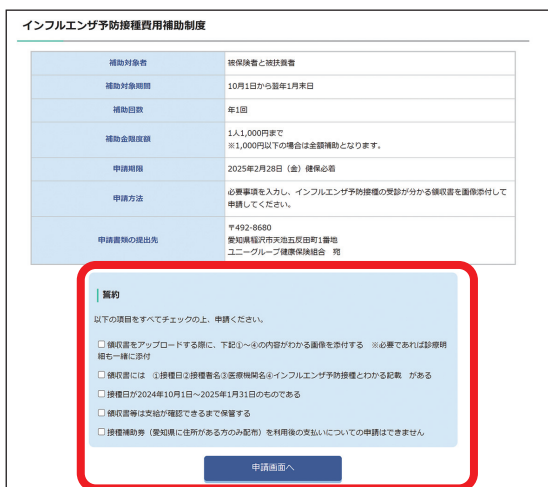 インフルエンザ予防接種費用補助制度
補助対象者 被保険者と被扶養者
補助対象期間 10月1日から翌年1月末日
補助回数 年1回
補助金限度額 1人1,000円まで
※1,000円以下の場合は全額補助となります。
申請期限 2025年2月28日（金）健保必着
申請方法 必要事項を入力し、インフルエンザ予防接種の受診が分かる領収書を画像添付して
申請してください。
申請書類の提出先 〒492-8680
愛知県稲沢市天池五反田町1番地
ユニーグループ健康保険組合　宛
誓約
以下の項目をすべてチェックの上、申請ください。
□領収書をアップロードする際に、下記①～④の内容がわかる画像を添付する　※必要であれば診療明
細も一緒に添付
□領収書には　①接種日②接種者名③医療機関名④インフルエンザ予防接種とわかる記載　がある
□接種日が2024年10月1日～2025年1月31日のものである
□領収書等は支給が確認できるまで保管する
□接種補助券（愛知県に住所がある方のみ配布）を利用後の支払いについての申請はできません
申請画面へ